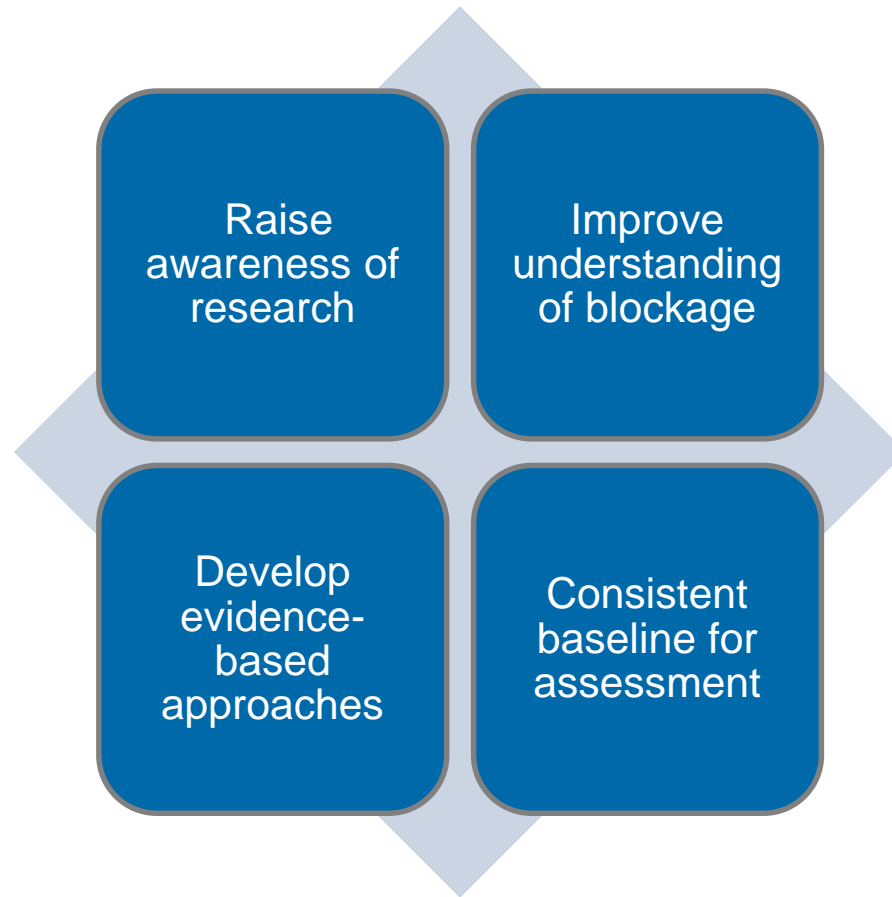 Raise
awareness of
research
Improve
understanding
of blockage
Develop
evidence-
based
approaches
Consistent
baseline for
assessment